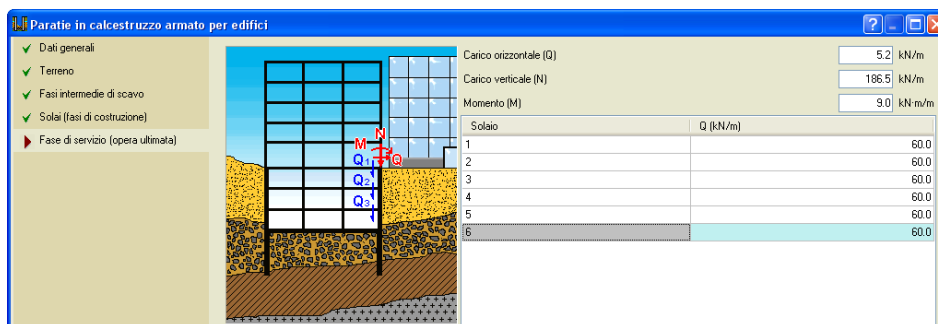 Paratie in calcestruzzo armato per edifici
Dati generali
Terreno
Fasi intermedie di scavo
Solai (fasi di costruzione)
Fase di servizio (opera ultimata)
N
M
Q
Q1
Q2
Q3
Carico orizzontale (Q) 5.2 kN/m
Carico verticale (N) 186.5 kN/m
Momento (M) 9.0 kN·m/m
Solaio Q (kN/m)
1 60.0
2 60.0
3 60.0
4 60.0
5 60.0
6 60.0